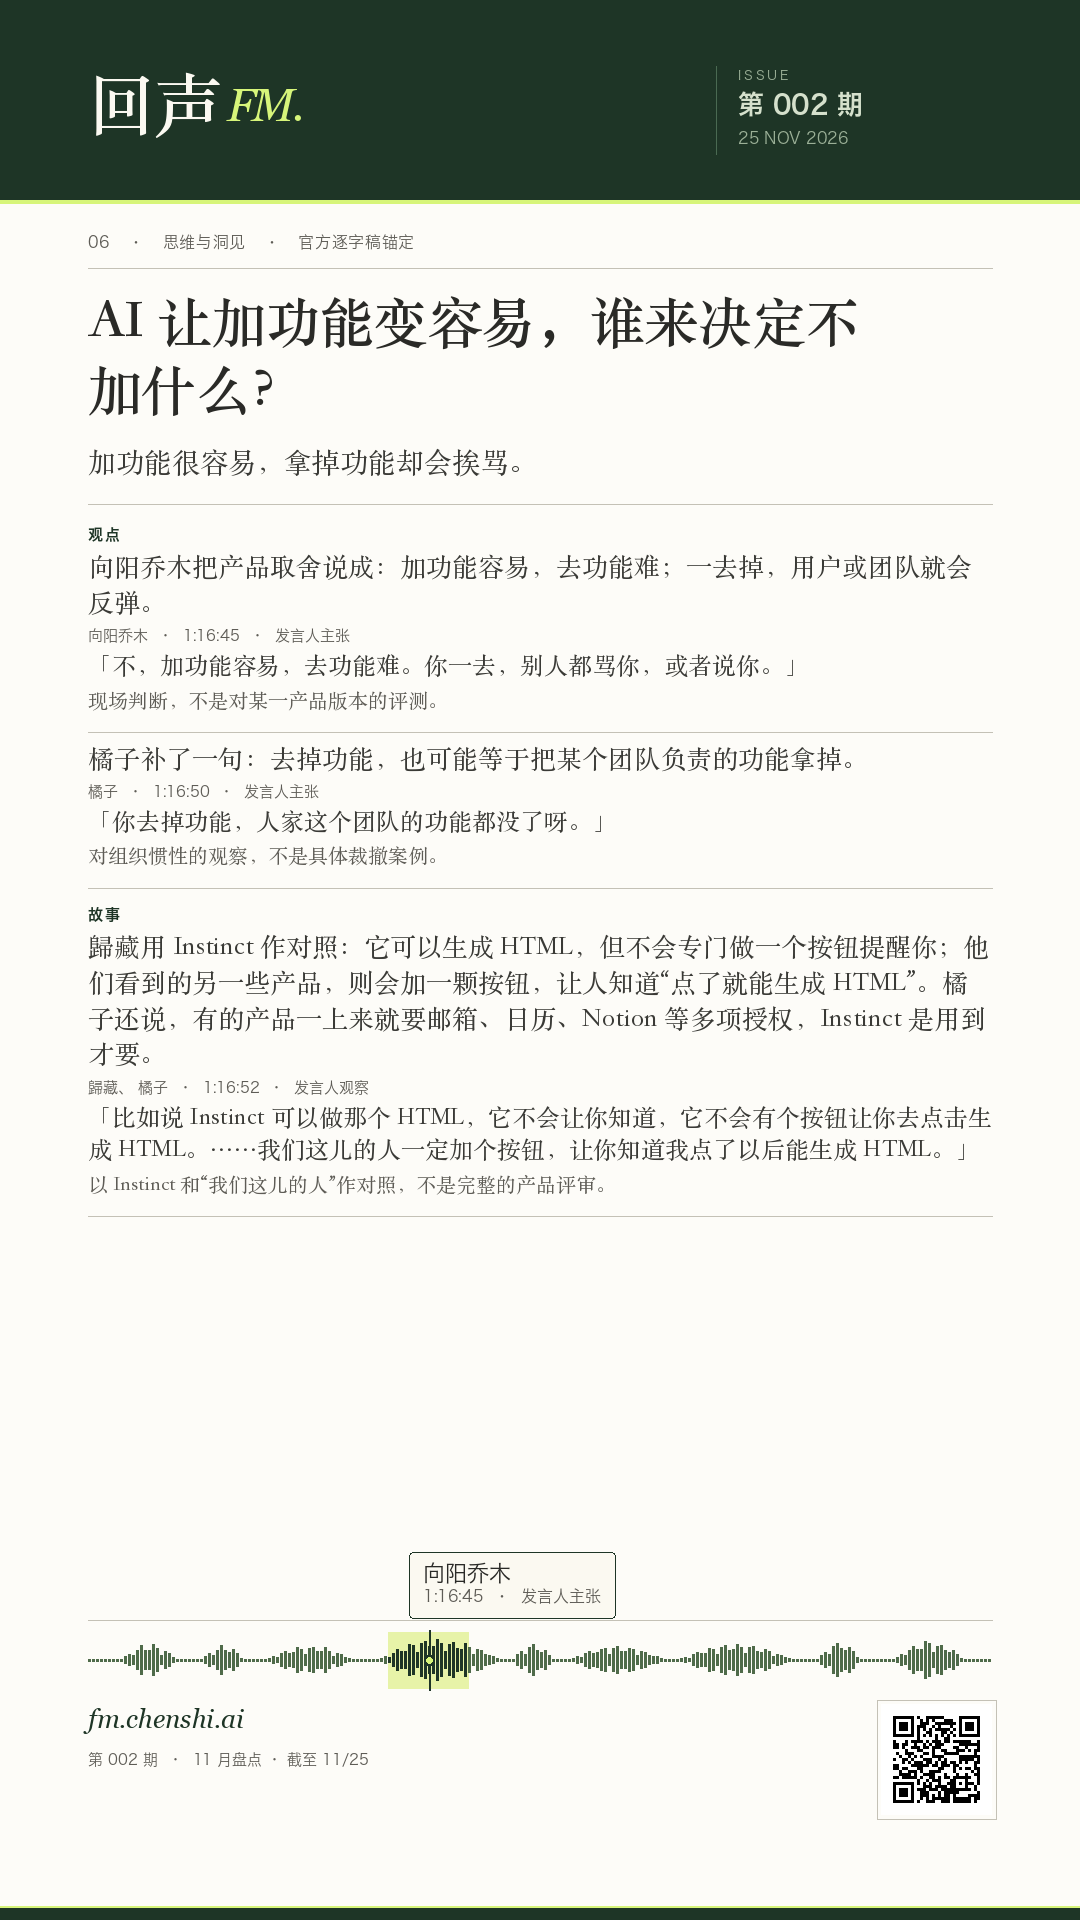 回声 FM.
ISSUE
第 002 期
25 NOV 2026
06 · 思维与洞见 · 官方逐字稿锚定
AI 让加功能变容易，谁来决定不
加什么？
加功能很容易，拿掉功能却会挨骂。
观点
向阳乔木把产品取舍说成：加功能容易，去功能难；一去掉，用户或团队就会
反弹。
向阳乔木 · 1:16:45 · 发言人主张
「不，加功能容易，去功能难。你一去，别人都骂你，或者说你。」
现场判断，不是对某一产品版本的评测。
橘子补了一句：去掉功能，也可能等于把某个团队负责的功能拿掉。
橘子 · 1:16:50 · 发言人主张
「你去掉功能，人家这个团队的功能都没了呀。」
对组织惯性的观察，不是具体裁撤案例。
故事
歸藏用 Instinct 作对照：它可以生成 HTML，但不会专门做一个按钮提醒你；他
们看到的另一些产品，则会加一颗按钮，让人知道“点了就能生成 HTML”。橘
子还说，有的产品一上来就要邮箱、日历、Notion 等多项授权，Instinct 是用到
才要。
歸藏、 橘子 · 1:16:52 · 发言人观察
「比如说 Instinct 可以做那个 HTML，它不会让你知道，它不会有个按钮让你去点击生
成 HTML。……我们这儿的人一定加个按钮，让你知道我点了以后能生成 HTML。」
以 Instinct 和“我们这儿的人”作对照，不是完整的产品评审。
向阳乔木
1:16:45 · 发言人主张
fm.chenshi.ai
第 002 期 · 11 月盘点 · 截至 11/25